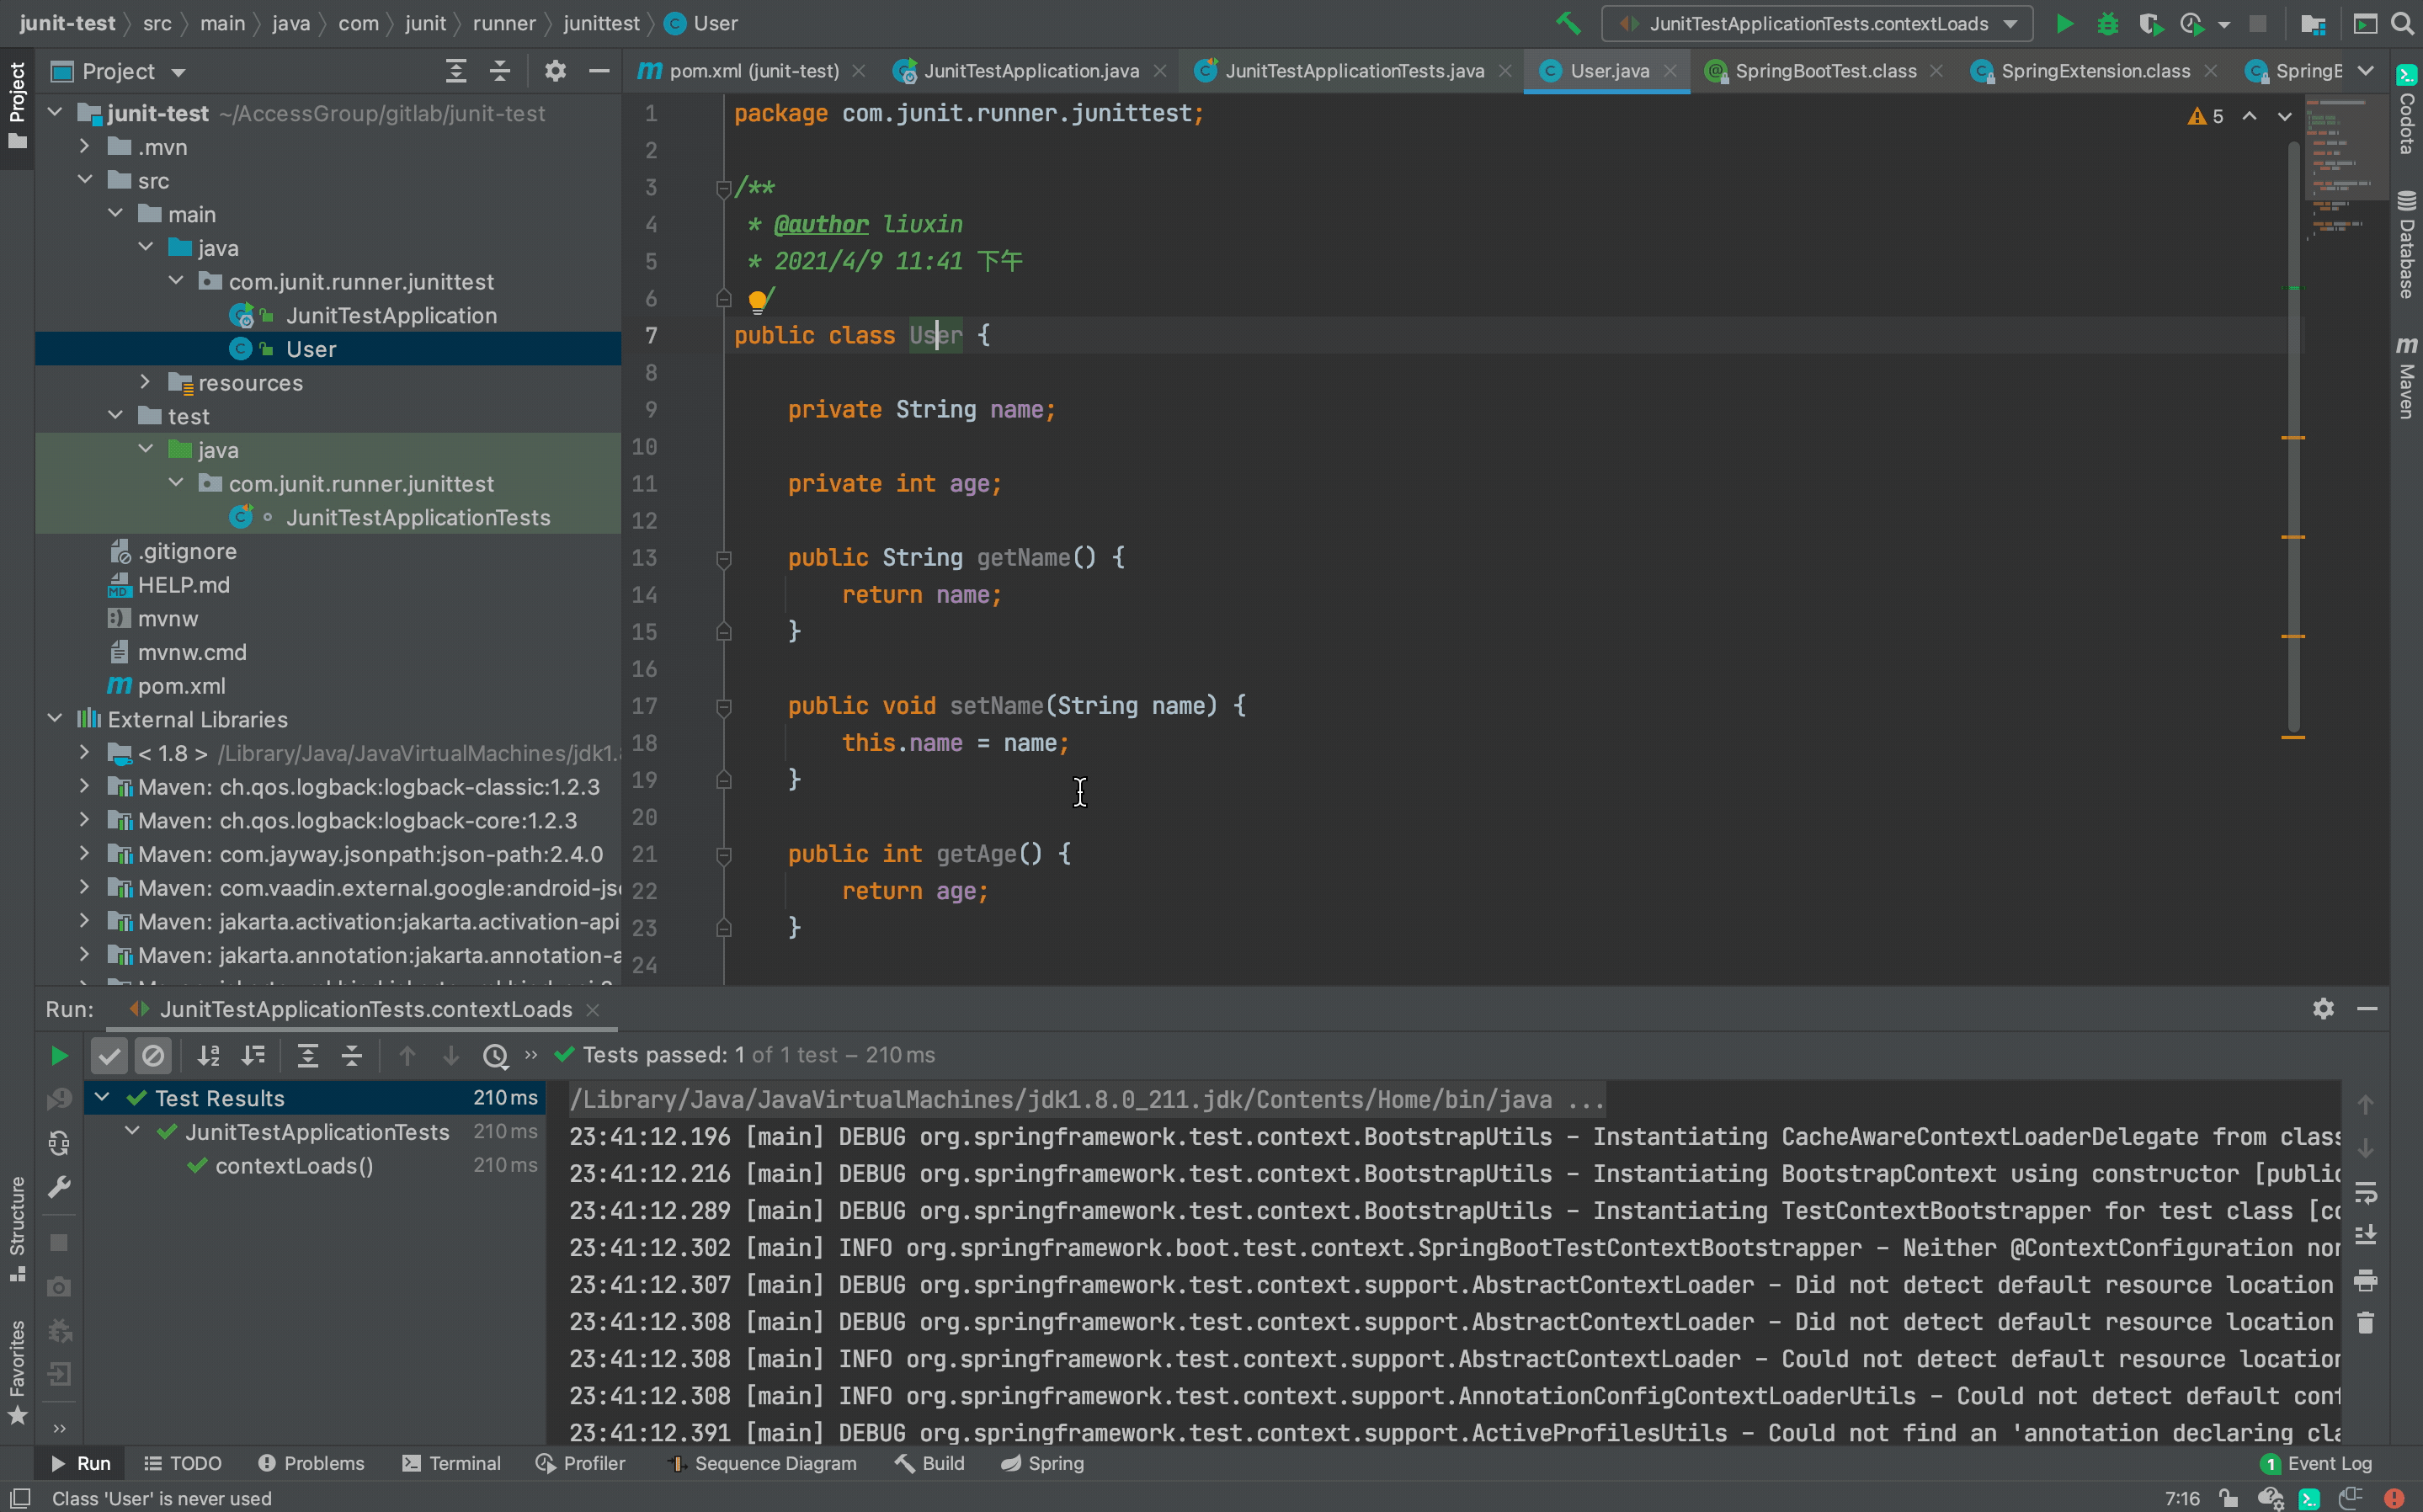 junit-test src main java com junit runner junittest User
JunitTestApplicationTests.contextLoads
Project
Project
pom.xml (junit-test)
JunitTestApplication.java
JunitTestApplicationTests.java
User.java
SpringBootTest.class
SpringExtension.class
SpringB
junit-test ~/AccessGroup/gitlab/junit-test
.mvn
src
main
java
com.junit.runner.junittest
JunitTestApplication
User
resources
test
java
com.junit.runner.junittest
JunitTestApplicationTests
.gitignore
HELP.md
mvnw
mvnw.cmd
pom.xml
External Libraries
< 1.8 > /Library/Java/JavaVirtualMachines/jdk1.
Maven: ch.qos.logback:logback-classic:1.2.3
Maven: ch.qos.logback:logback-core:1.2.3
Maven: com.jayway.jsonpath:json-path:2.4.0
Maven: com.vaadin.external.google:android-js
Maven: jakarta.activation:jakarta.activation-api
Maven: jakarta.annotation:jakarta.annotation-a
5
1 package com.junit.runner.junittest;
2
3 /**
4 * @author liuxin
5 * 2021/4/9 11:41 下午
6 /
7 public class User {
8
9 private String name;
10
11 private int age;
12
13 public String getName() {
14 return name;
15 }
16
17 public void setName(String name) {
18 this.name = name;
19 }
20
21 public int getAge() {
22 return age;
23 }
24
Codota
Database
m Maven
Run: JunitTestApplicationTests.contextLoads
Tests passed: 1 of 1 test – 210 ms
Test Results 210 ms
JunitTestApplicationTests 210 ms
contextLoads() 210 ms
/Library/Java/JavaVirtualMachines/jdk1.8.0_211.jdk/Contents/Home/bin/java ...
23:41:12.196 [main] DEBUG org.springframework.test.context.BootstrapUtils - Instantiating CacheAwareContextLoaderDelegate from class
23:41:12.216 [main] DEBUG org.springframework.test.context.BootstrapUtils - Instantiating BootstrapContext using constructor [public
23:41:12.289 [main] DEBUG org.springframework.test.context.BootstrapUtils - Instantiating TestContextBootstrapper for test class [co
23:41:12.302 [main] INFO org.springframework.boot.test.context.SpringBootTestContextBootstrapper - Neither @ContextConfiguration nor
23:41:12.307 [main] DEBUG org.springframework.test.context.support.AbstractContextLoader - Did not detect default resource location
23:41:12.308 [main] DEBUG org.springframework.test.context.support.AbstractContextLoader - Did not detect default resource location
23:41:12.308 [main] INFO org.springframework.test.context.support.AbstractContextLoader - Could not detect default resource location
23:41:12.308 [main] INFO org.springframework.test.context.support.AnnotationConfigContextLoaderUtils - Could not detect default conf
23:41:12.391 [main] DEBUG org.springframework.test.context.support.ActiveProfilesUtils - Could not find an 'annotation declaring cla
Structure
Favorites
Run TODO Problems Terminal Profiler Sequence Diagram Build Spring
1 Event Log
Class 'User' is never used
7:16